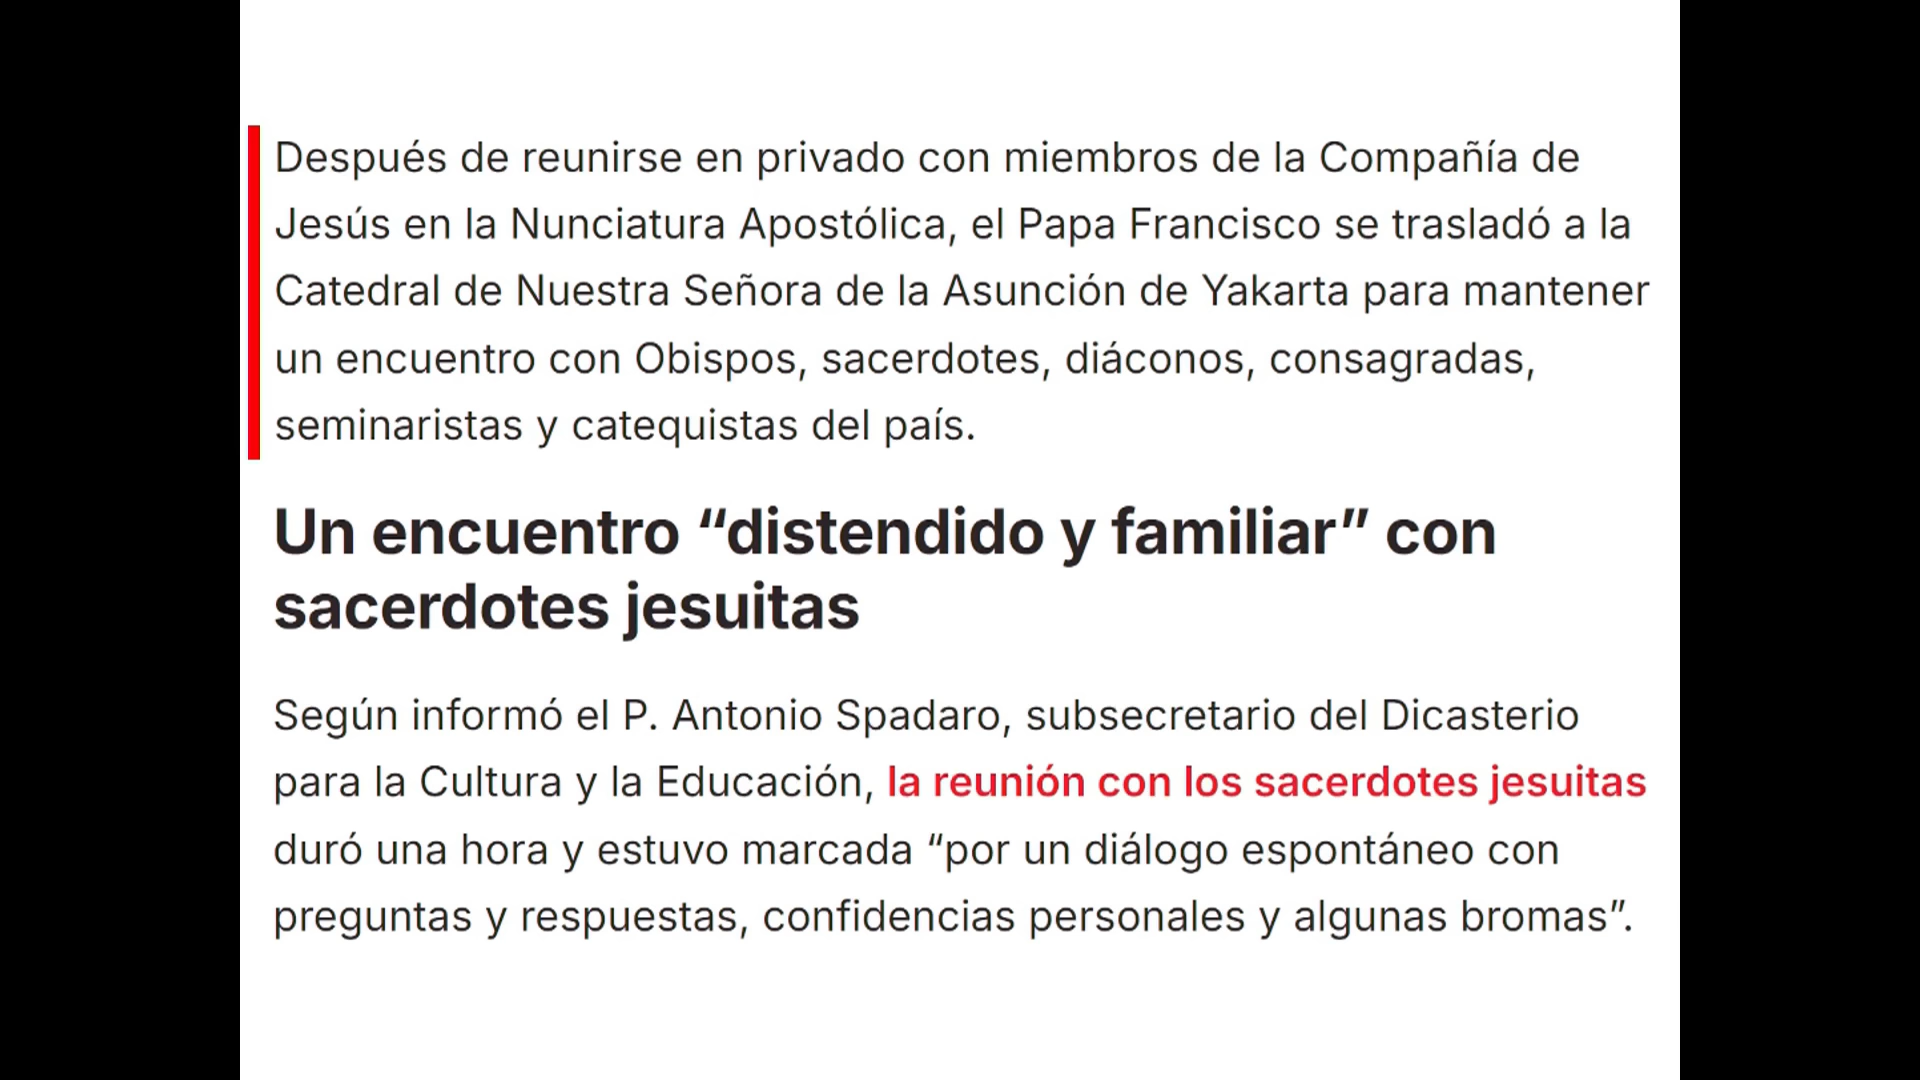 Después de reunirse en privado con miembros de la Compañía de
Jesús en la Nunciatura Apostólica, el Papa Francisco se trasladó a la
Catedral de Nuestra Señora de la Asunción de Yakarta para mantener
un encuentro con Obispos, sacerdotes, diáconos, consagradas,
seminaristas y catequistas del país.
Un encuentro “distendido y familiar” con
sacerdotes jesuitas
Según informó el P. Antonio Spadaro, subsecretario del Dicasterio
para la Cultura y la Educación, la reunión con los sacerdotes jesuitas
duró una hora y estuvo marcada “por un diálogo espontáneo con
preguntas y respuestas, confidencias personales y algunas bromas”.